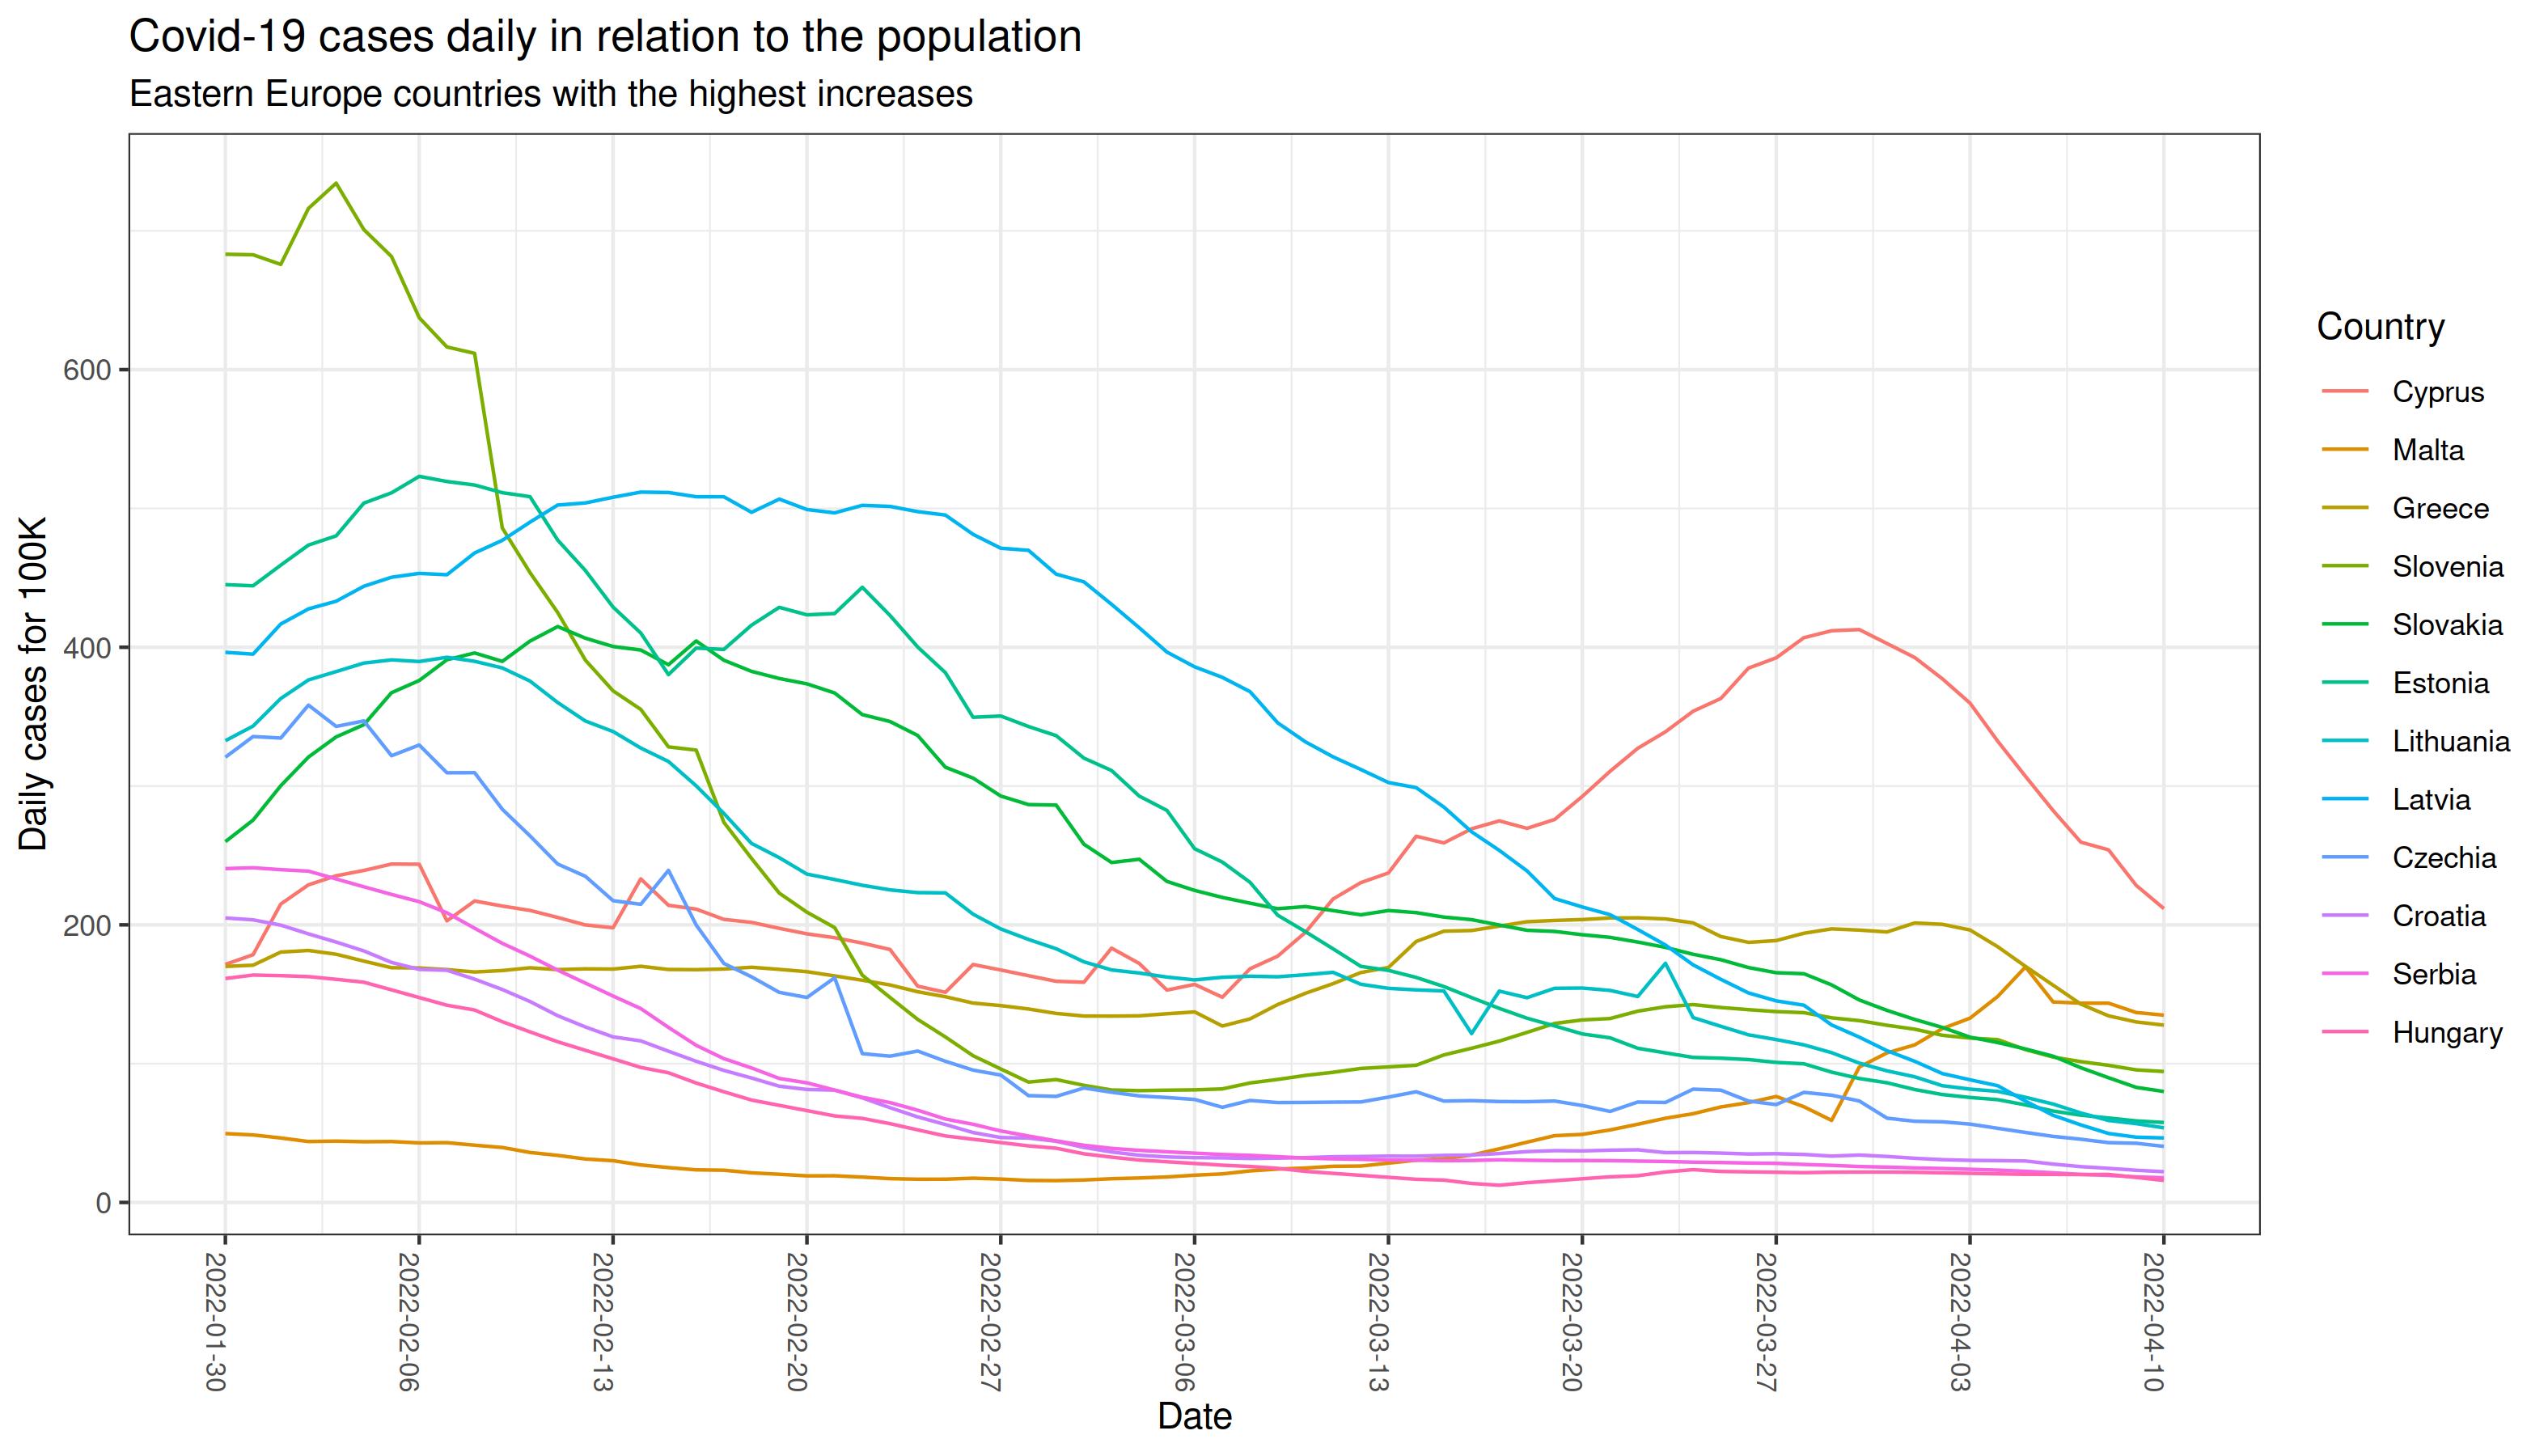 Covid-19 cases daily in relation to the population
Eastern Europe countries with the highest increases
Daily cases for 100K
600
400
200
0
2022-01-30
2022-02-06
2022-02-13
2022-02-20
2022-02-27
2022-03-06
2022-03-13
2022-03-20
2022-03-27
2022-04-03
2022-04-10
Date
Country
Cyprus
Malta
Greece
Slovenia
Slovakia
Estonia
Lithuania
Latvia
Czechia
Croatia
Serbia
Hungary